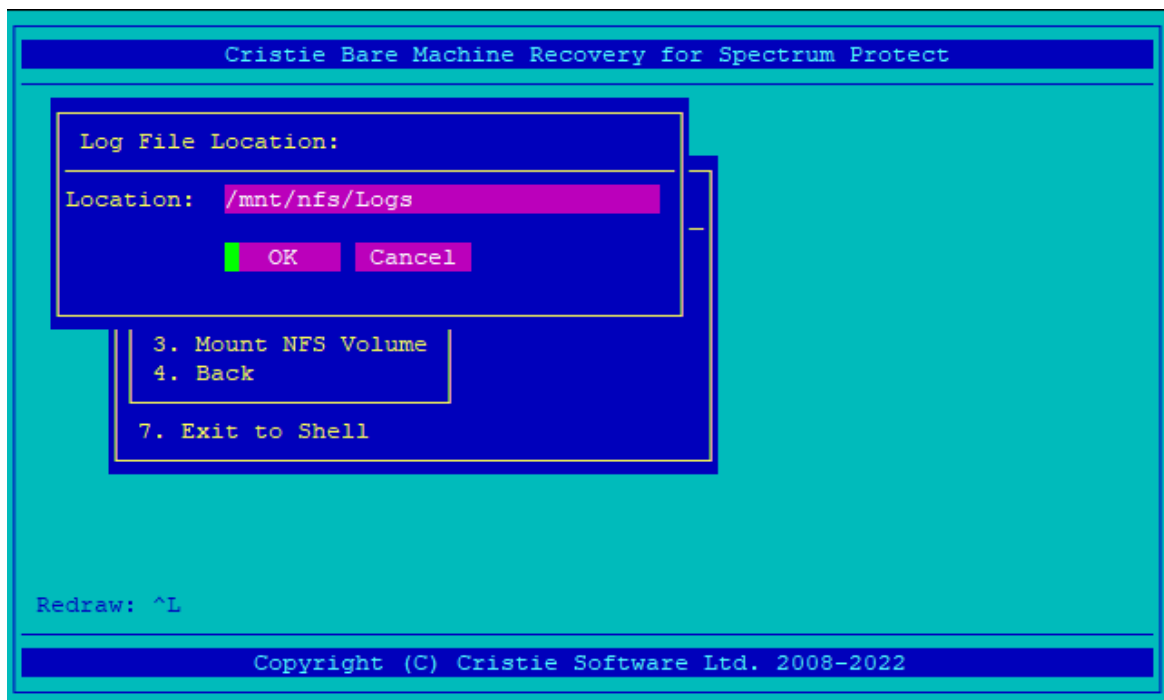 Cristie Bare Machine Recovery for Spectrum Protect
Log File Location:
Location: /mnt/nfs/Logs
OK Cancel
3. Mount NFS Volume
4. Back
7. Exit to Shell
Redraw: ^L
Copyright (C) Cristie Software Ltd. 2008-2022